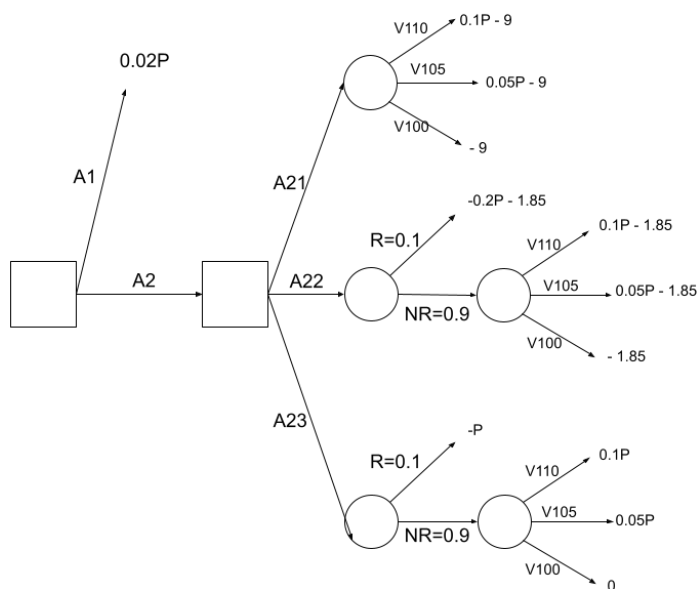 V110
0.1P - 9
0.02P
V105
0.05P - 9
V100
- 9
A1
A21
-0.2P - 1.85
R=0.1
V110
0.1P - 1.85
A2
A22
V105
0.05P - 1.85
NR=0.9
V100
- 1.85
A23
-P
R=0.1
V110
0.1P
V105
0.05P
NR=0.9
V100
0